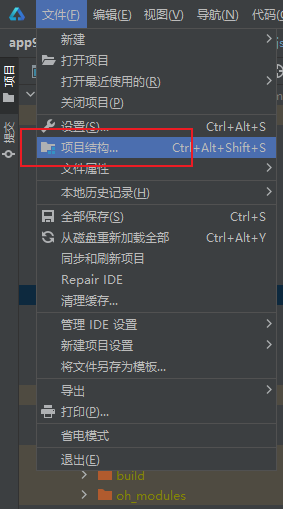 文件(F) 编辑(E) 视图(V) 导航(N) 代码(
app9
js
项目
提交
新建
打开项目
打开最近使用的(R)
关闭项目(P)
设置(S)... Ctrl+Alt+S
项目结构... Ctrl+Alt+Shift+S
文件属性
本地历史记录(H)
全部保存(S) Ctrl+S
从磁盘重新加载全部 Ctrl+Alt+Y
同步和刷新项目
Repair IDE
清理缓存...
管理 IDE 设置
新建项目设置
将文件另存为模板...
导出
打印(P)...
省电模式
退出(E)
build
oh_modules